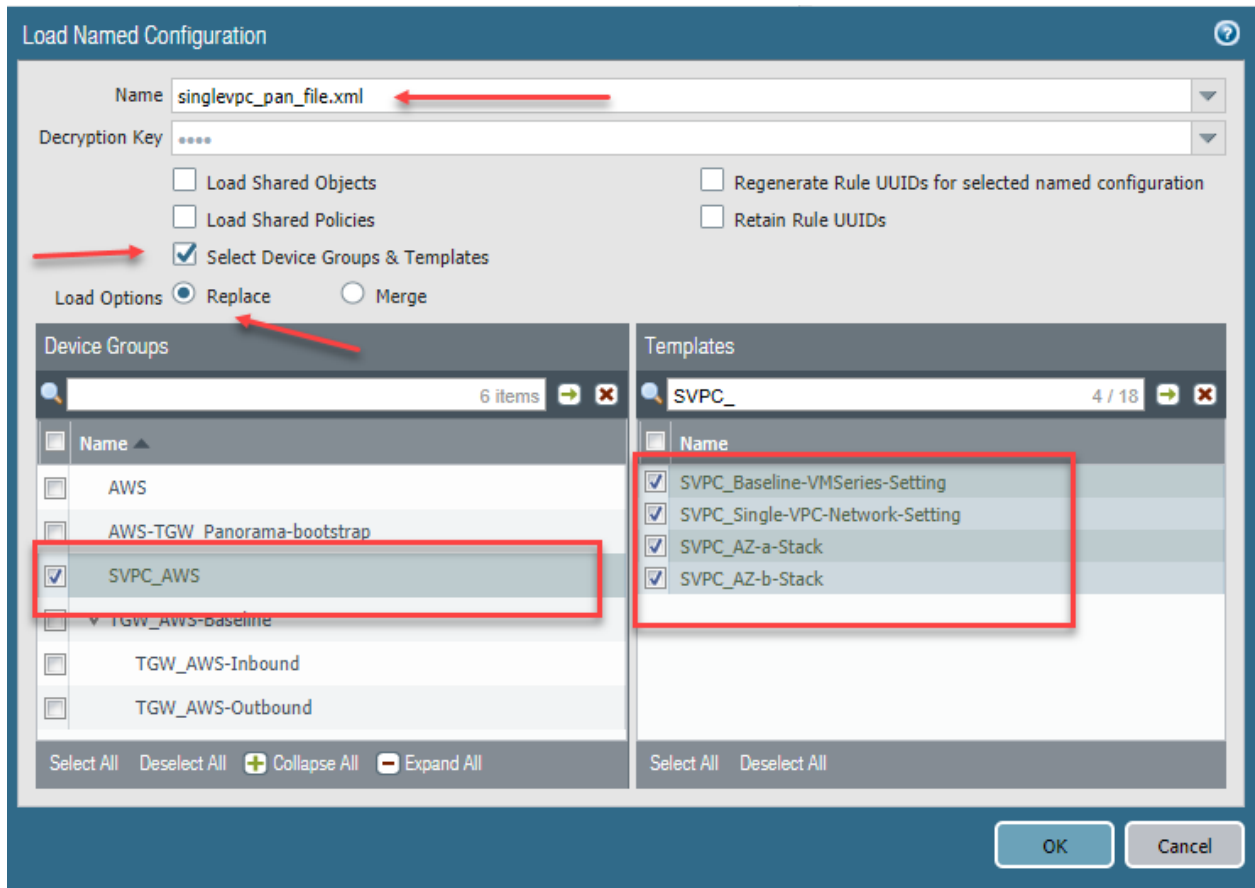 Load Named Configuration
Name singlevpc_pan_file.xml
Decryption Key ••••
Load Shared Objects
Regenerate Rule UUIDs for selected named configuration
Load Shared Policies
Retain Rule UUIDs
Select Device Groups & Templates
Load Options Replace Merge
Device Groups
6 items
Name
AWS
AWS-TGW_Panorama-bootstrap
SVPC_AWS
TGW_AWS-Baseline
TGW_AWS-Inbound
TGW_AWS-Outbound
Select All Deselect All Collapse All Expand All
Templates
SVPC_ 4 / 18
Name
SVPC_Baseline-VMSeries-Setting
SVPC_Single-VPC-Network-Setting
SVPC_AZ-a-Stack
SVPC_AZ-b-Stack
Select All Deselect All
OK Cancel